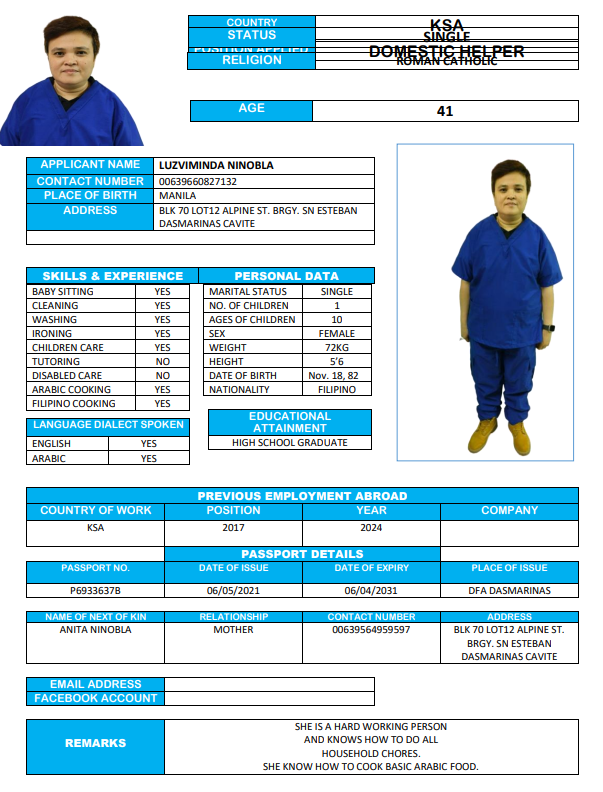 COUNTRY KSA
STATUS SINGLE
POSITION APPLIED DOMESTIC HELPER
RELIGION ROMAN CATHOLIC
AGE 41
APPLICANT NAME LUZVIMINDA NINOBLA
CONTACT NUMBER 00639660827132
PLACE OF BIRTH MANILA
ADDRESS BLK 70 LOT12 ALPINE ST. BRGY. SN ESTEBAN
DASMARINAS CAVITE
SKILLS & EXPERIENCE PERSONAL DATA
BABY SITTING YES MARITAL STATUS SINGLE
CLEANING YES NO. OF CHILDREN 1
WASHING YES AGES OF CHILDREN 10
IRONING YES SEX FEMALE
CHILDREN CARE YES WEIGHT 72KG
TUTORING NO HEIGHT 5'6
DISABLED CARE NO DATE OF BIRTH Nov. 18, 82
ARABIC COOKING YES NATIONALITY FILIPINO
FILIPINO COOKING YES
LANGUAGE DIALECT SPOKEN
ENGLISH YES
ARABIC YES
EDUCATIONAL
ATTAINMENT
HIGH SCHOOL GRADUATE
PREVIOUS EMPLOYMENT ABROAD
COUNTRY OF WORK POSITION YEAR COMPANY
KSA 2017 2024
PASSPORT DETAILS
PASSPORT NO. DATE OF ISSUE DATE OF EXPIRY PLACE OF ISSUE
P6933637B 06/05/2021 06/04/2031 DFA DASMARINAS
NAME OF NEXT OF KIN RELATIONSHIP CONTACT NUMBER ADDRESS
ANITA NINOBLA MOTHER 00639564959597 BLK 70 LOT12 ALPINE ST.
BRGY. SN ESTEBAN
DASMARINAS CAVITE
EMAIL ADDRESS
FACEBOOK ACCOUNT
REMARKS
SHE IS A HARD WORKING PERSON
AND KNOWS HOW TO DO ALL
HOUSEHOLD CHORES.
SHE KNOW HOW TO COOK BASIC ARABIC FOOD.